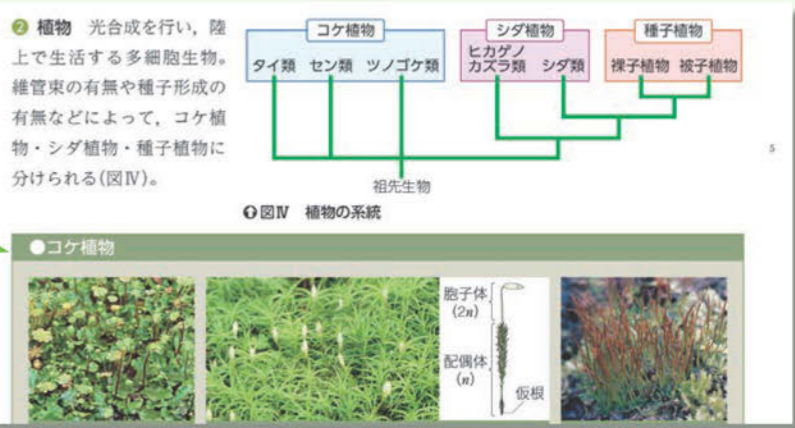 ❷ 植物　光合成を行い，陸
上で生活する多細胞生物。
維管束の有無や種子形成の
有無などによって，コケ植
物・シダ植物・種子植物に
分けられる(図Ⅳ)。
コケ植物
タイ類 セン類 ツノゴケ類
シダ植物
ヒカゲノ
カズラ類 シダ類
種子植物
裸子植物 被子植物
祖先生物
5
図Ⅳ　植物の系統
●コケ植物
胞子体
(2n)
配偶体
(n)
仮根